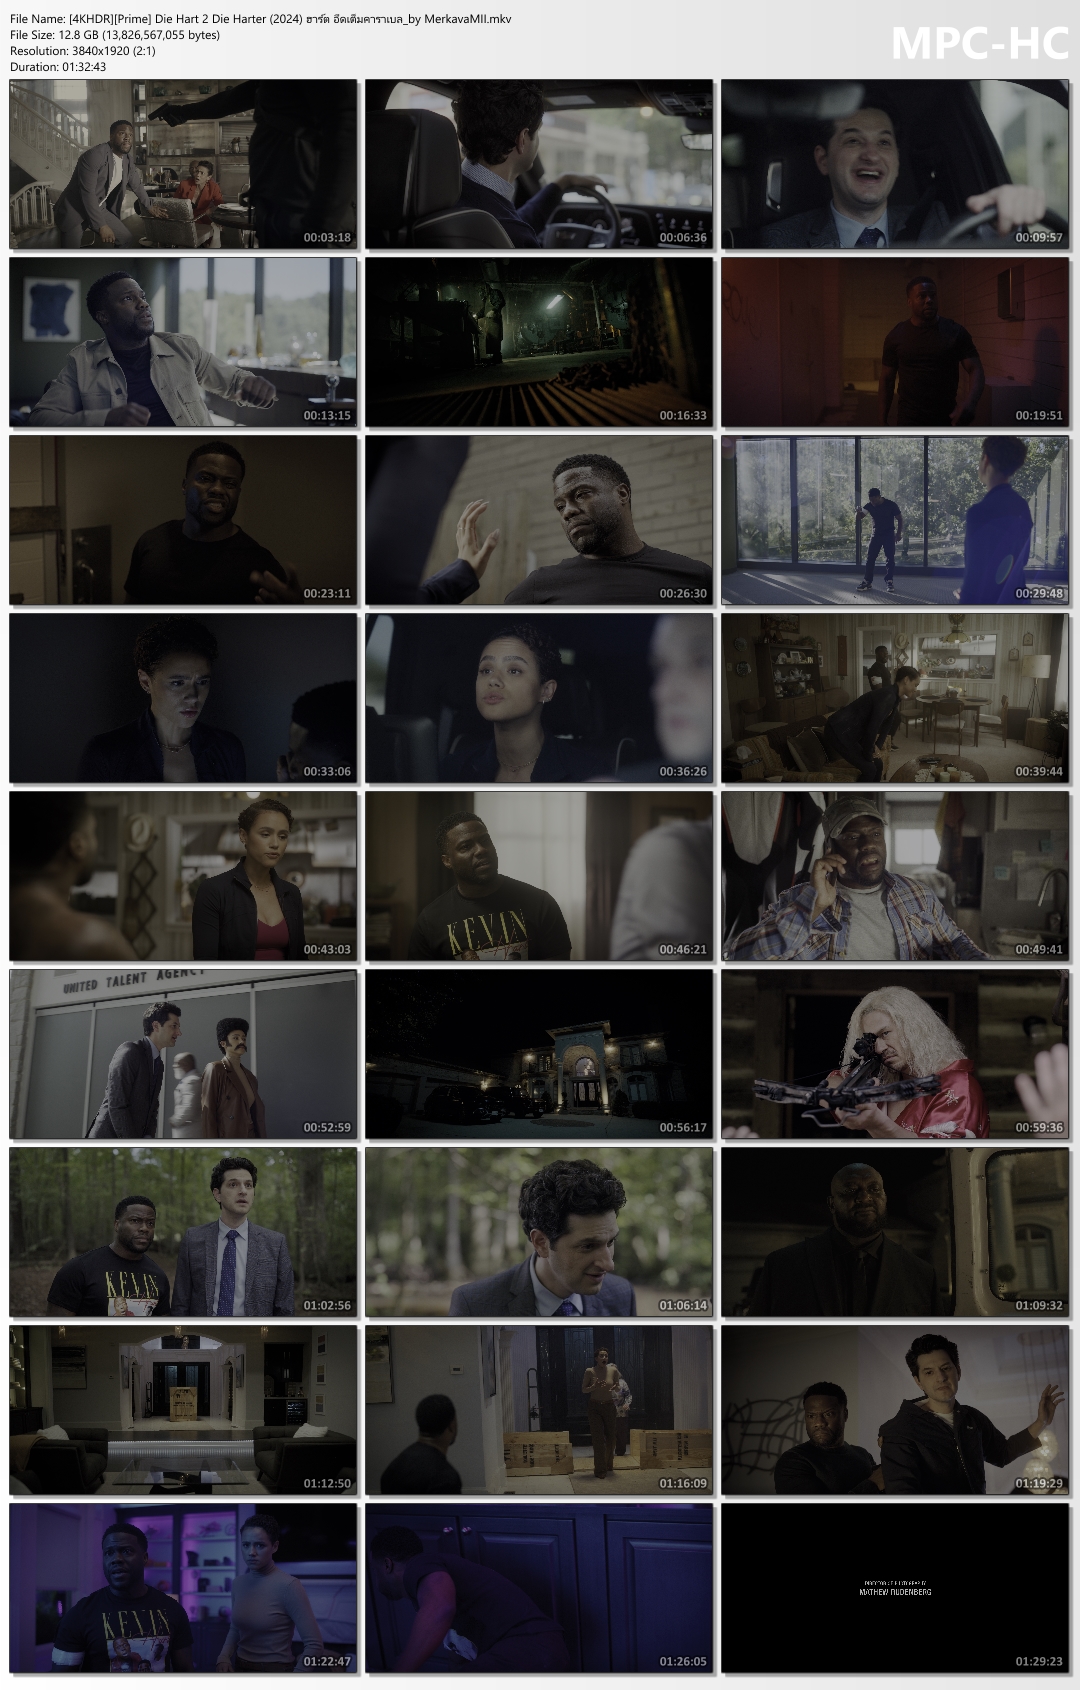 File Name: [4KHDR][Prime] Die Hart 2 Die Harter (2024) ฮาร์ต อึดเต็มคาราเบล_by MerkavaMII.mkv
File Size: 12.8 GB (13,826,567,055 bytes)
Resolution: 3840x1920 (2:1)
Duration: 01:32:43
MPC-HC
00:03:18
00:06:36
00:09:57
00:13:15
00:16:33
00:19:51
00:23:11
00:26:30
00:29:48
00:33:06
00:36:26
00:39:44
00:43:03
KEVIN
00:46:21
00:49:41
UNITED TALENT AGENCY
00:52:59
00:56:17
00:59:36
KEVIN
01:02:56
01:06:14
01:09:32
01:12:50
01:16:09
01:19:29
KEVIN
01:22:47
01:26:05
DIRECTOR OF PHOTOGRAPHY
MATHEW RUDENBERG
01:29:23